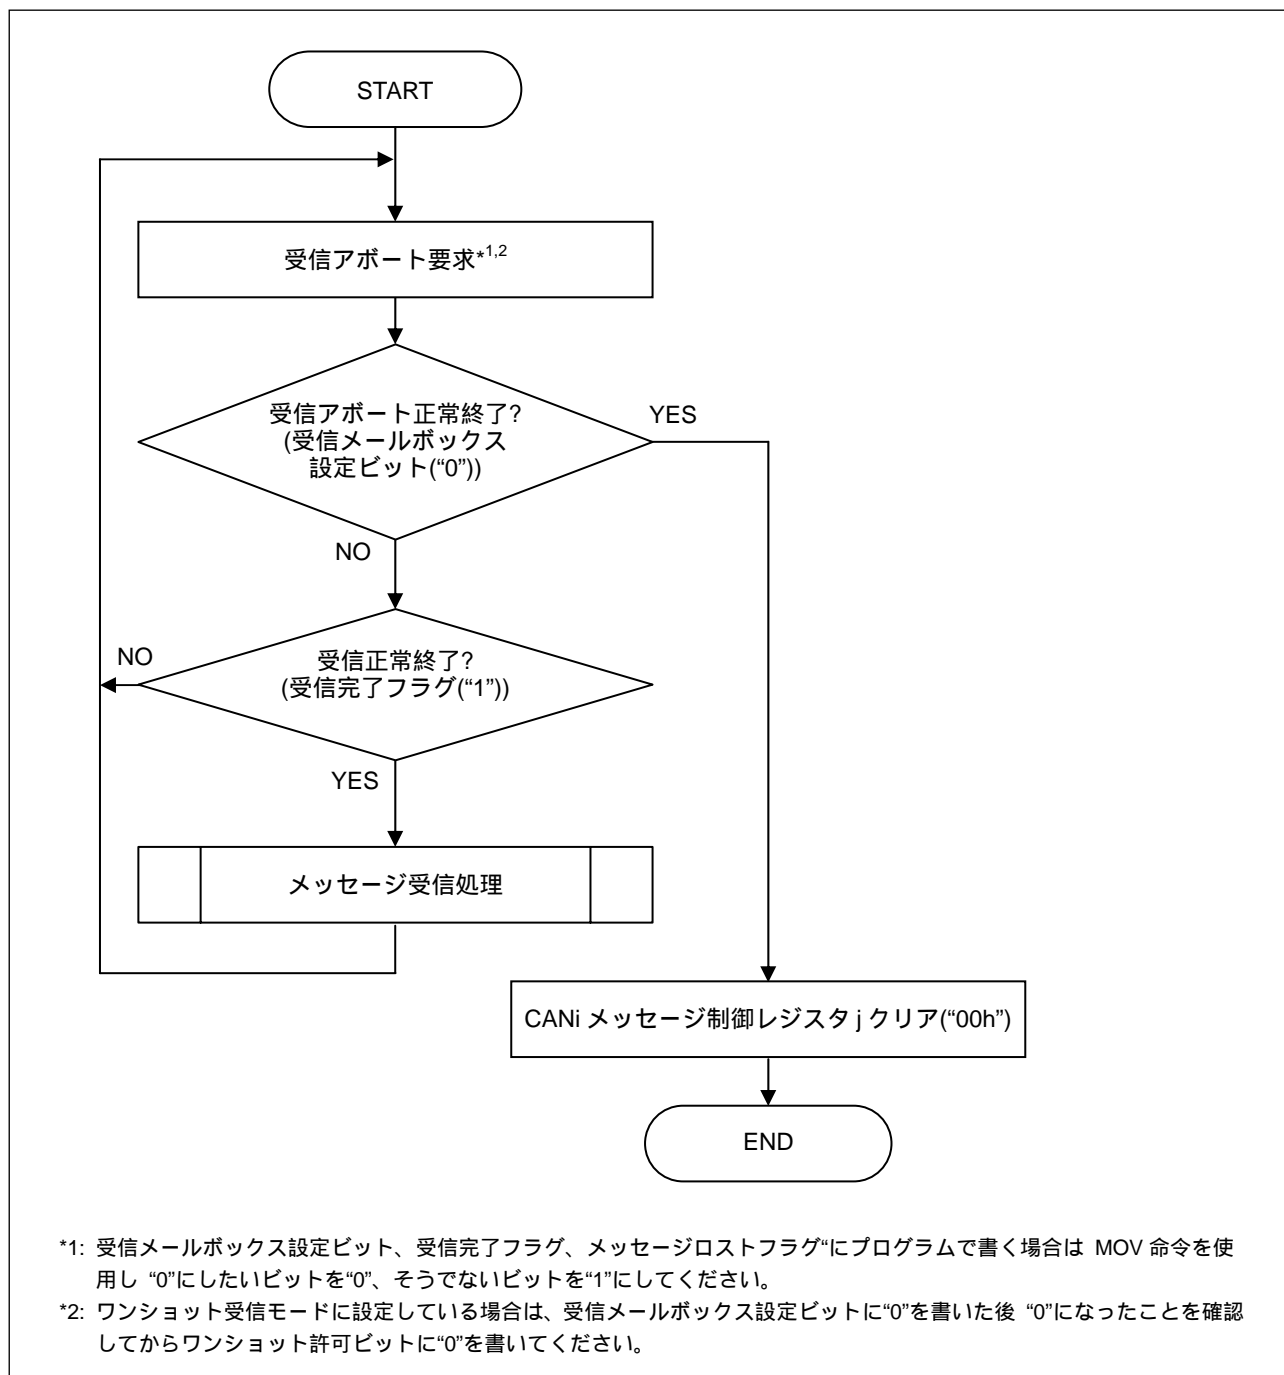 START
受信アボート要求*1,2
受信アボート正常終了?
(受信メールボックス
設定ビット(“0”))
YES
NO
受信正常終了?
(受信完了フラグ(“1”))
NO
YES
メッセージ受信処理
CANi メッセージ制御レジスタ j クリア(“00h”)
END
*1: 受信メールボックス設定ビット、受信完了フラグ、メッセージロストフラグ“にプログラムで書く場合は MOV 命令を使
用し “0”にしたいビットを“0”、そうでないビットを“1”にしてください。
*2: ワンショット受信モードに設定している場合は、受信メールボックス設定ビットに“0”を書いた後 “0”になったことを確認
してからワンショット許可ビットに“0”を書いてください。